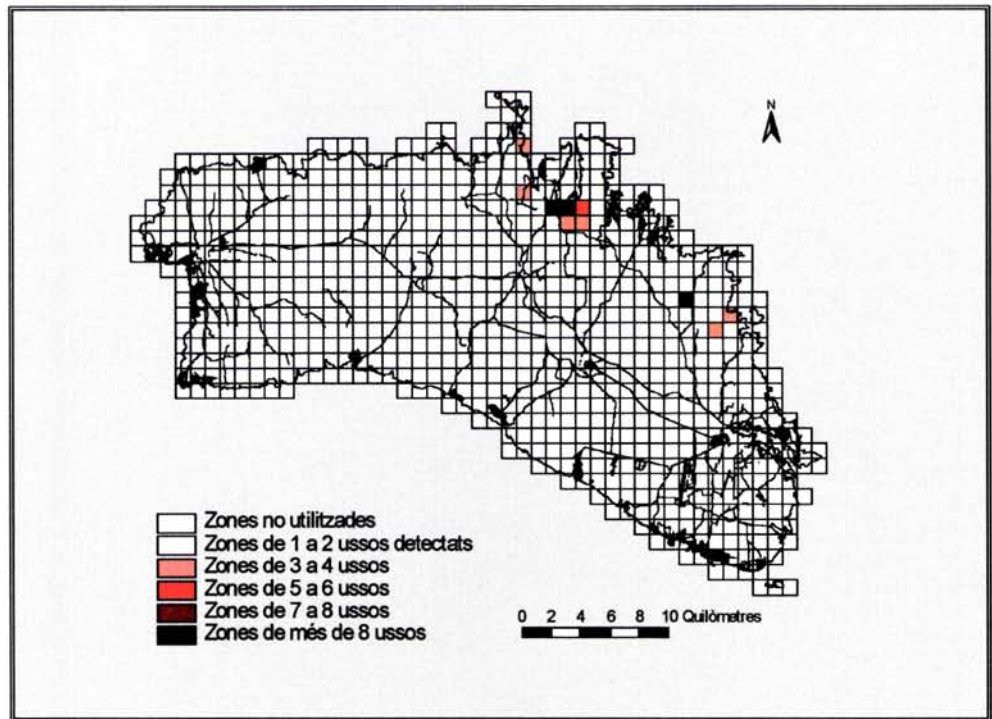 N
Zones no utilitzades
Zones de 1 a 2 ussos detectats
Zones de 3 a 4 ussos
Zones de 5 a 6 ussos
Zones de 7 a 8 ussos
Zones de més de 8 ussos
0 2 4 6 8 10 Quilòmetres